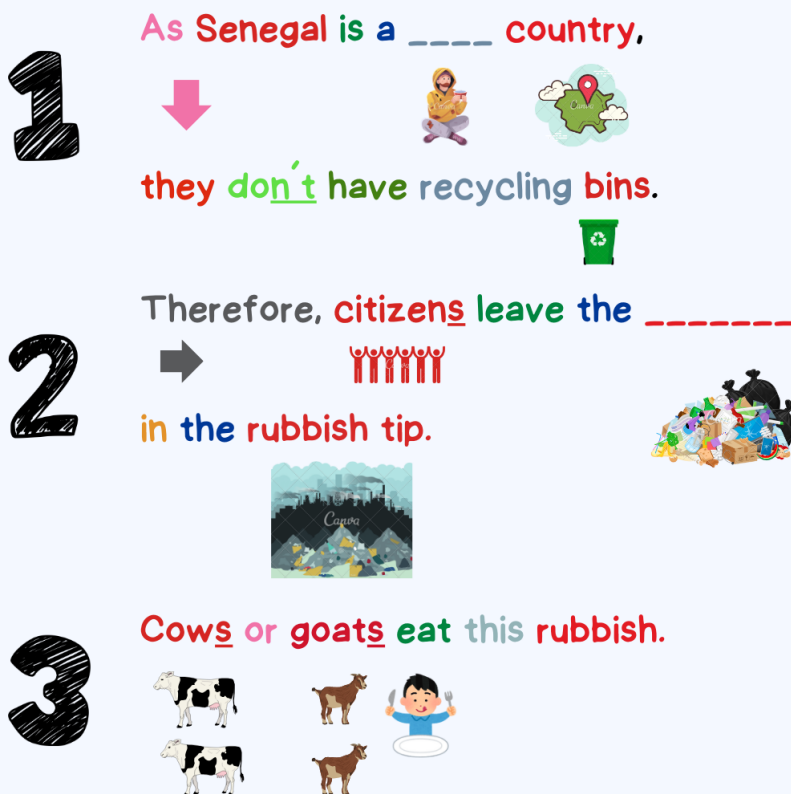 1
As Senegal is a ____ country,
they don't have recycling bins.
2
Therefore, citizens leave the _______
in the rubbish tip.
Canva
3
Cows or goats eat this rubbish.